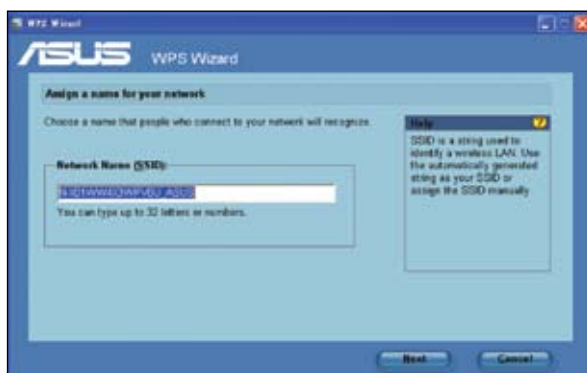 WPS Wizard
ASUS WPS Wizard
Assign a name for your network
Choose a name that people who connect to your network will recognize.
Network Name (SSID):
You can type up to 32 letters or numbers.
Help
SSID is a string used to
identify a wireless LAN. Use
the automatically generated
string as your SSID or
assign the SSID manually
Next Cancel